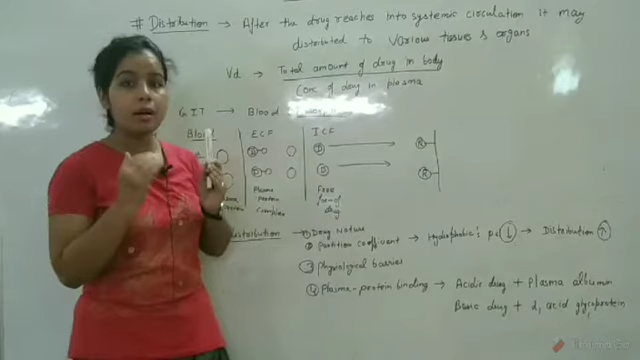 # Distribution → After the drug reaches into systemic circulation it may
distributed to various tissues & organs
Vd → Total amount of drug in body
Conc of drug in plasma
GIT → Blood
Blood ECF ICF
D D R
D D R
Plasma Protein Complex
Free form of drug
distribution → ① Drug Nature
② Partition coefficient → Hydrophobic's P.C ↓ → Distribution ↑
③ Physiological barriers
④ Plasma-protein binding → Acidic drug + Plasma albumin
Basic drug + α, acid glycoprotein